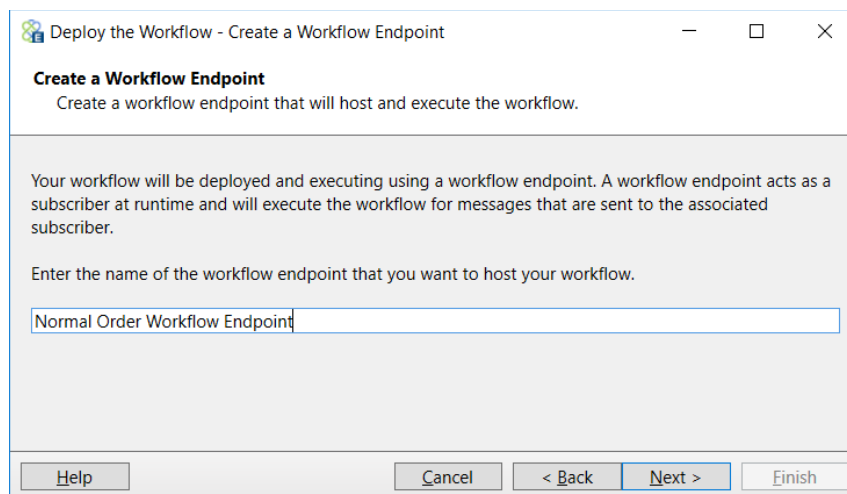 Deploy the Workflow - Create a Workflow Endpoint
Create a Workflow Endpoint
Create a workflow endpoint that will host and execute the workflow.
Your workflow will be deployed and executing using a workflow endpoint. A workflow endpoint acts as a
subscriber at runtime and will execute the workflow for messages that are sent to the associated
subscriber.
Enter the name of the workflow endpoint that you want to host your workflow.
Normal Order Workflow Endpoint
Help Cancel < Back Next > Finish